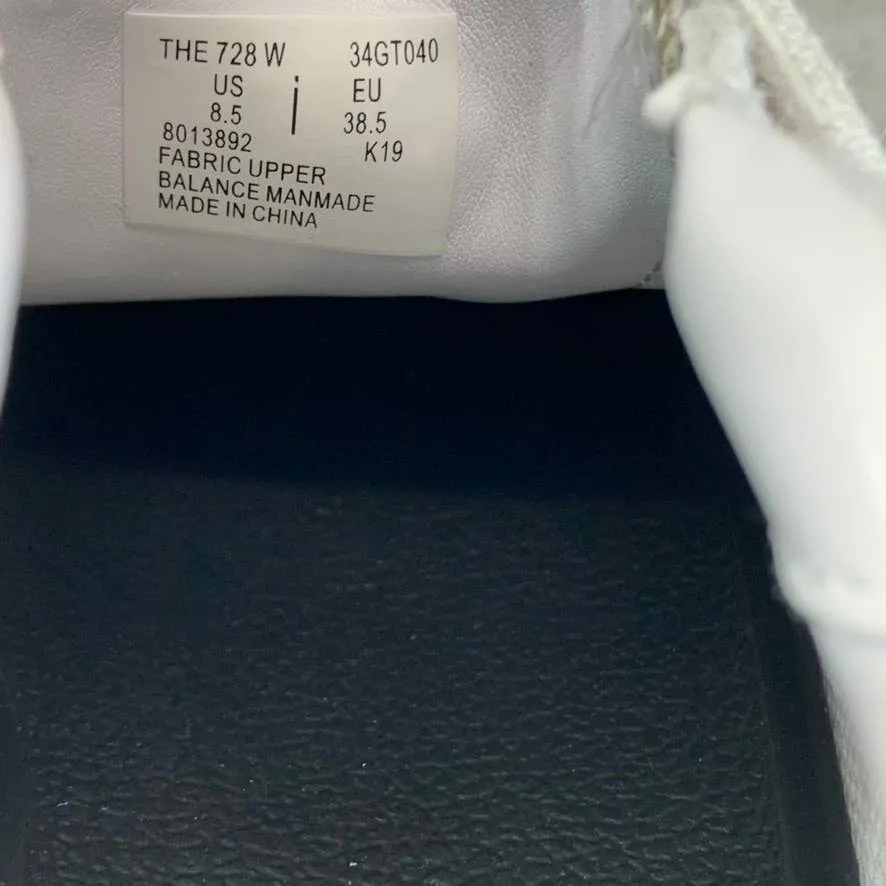 THE 728 W 34GT040
US i EU
8.5 38.5
8013892 K19
FABRIC UPPER
BALANCE MANMADE
MADE IN CHINA